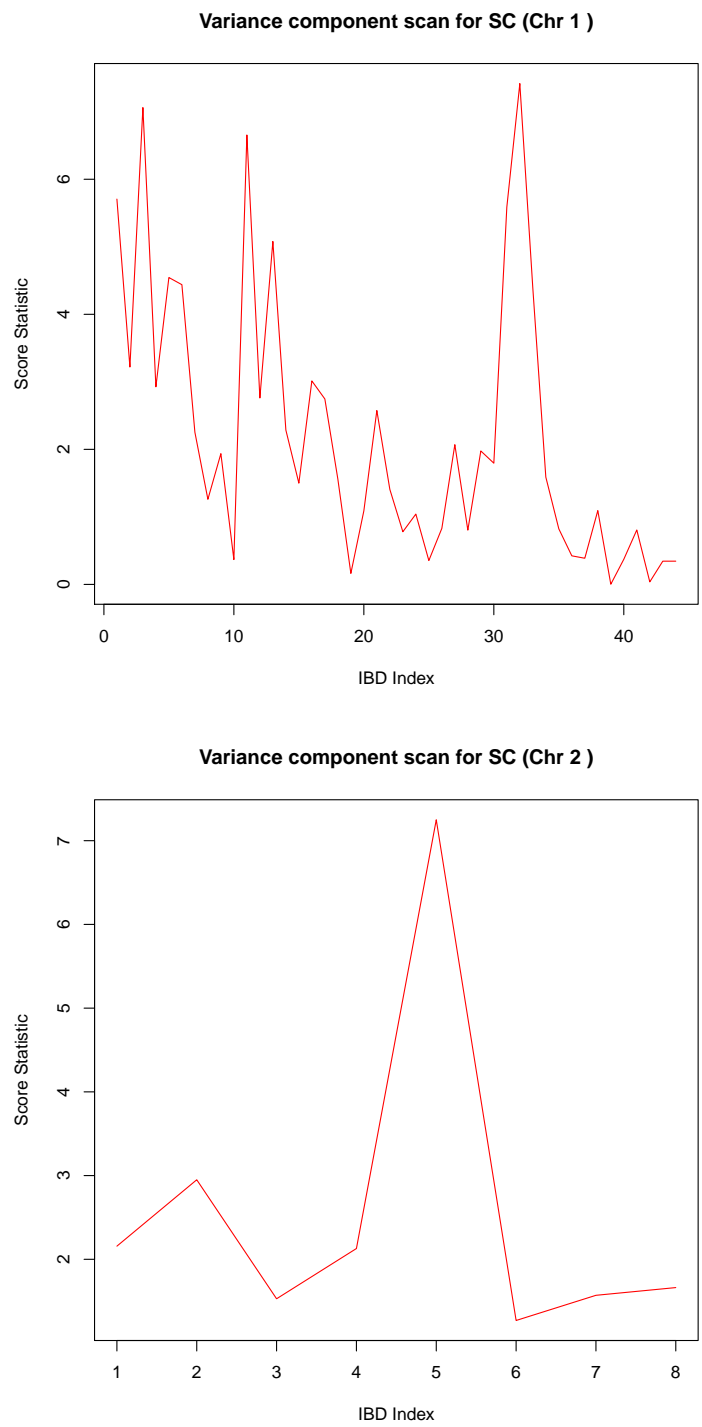 Variance component scan for SC (Chr 1 )
Score Statistic
6
4
2
0
0 10 20 30 40
IBD Index
Variance component scan for SC (Chr 2 )
Score Statistic
7
6
5
4
3
2
1 2 3 4 5 6 7 8
IBD Index